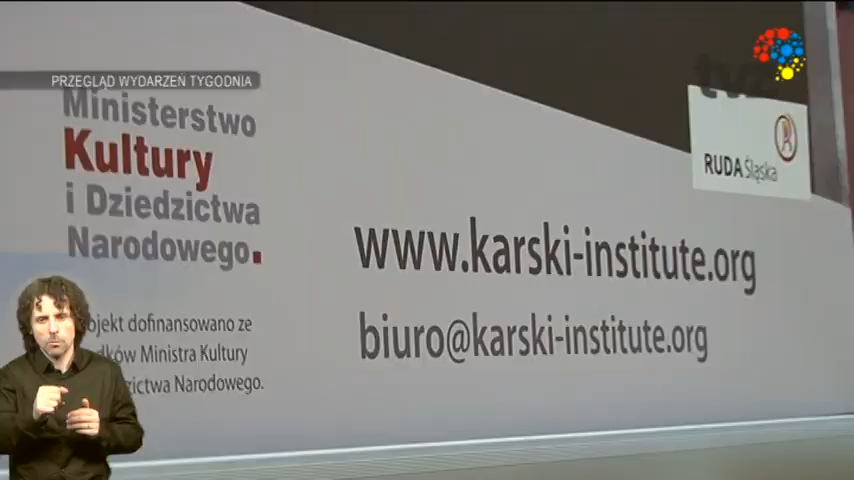 PRZEGLĄD WYDARZEŃ TYGODNIA
Ministerstwo
Kultury
i Dziedzictwa
Narodowego.
dofinansowano ze
Ministra Kultury
Narodowego.
www.karski-institute.org
biuro@karski-institute.org
RUDA Śląska